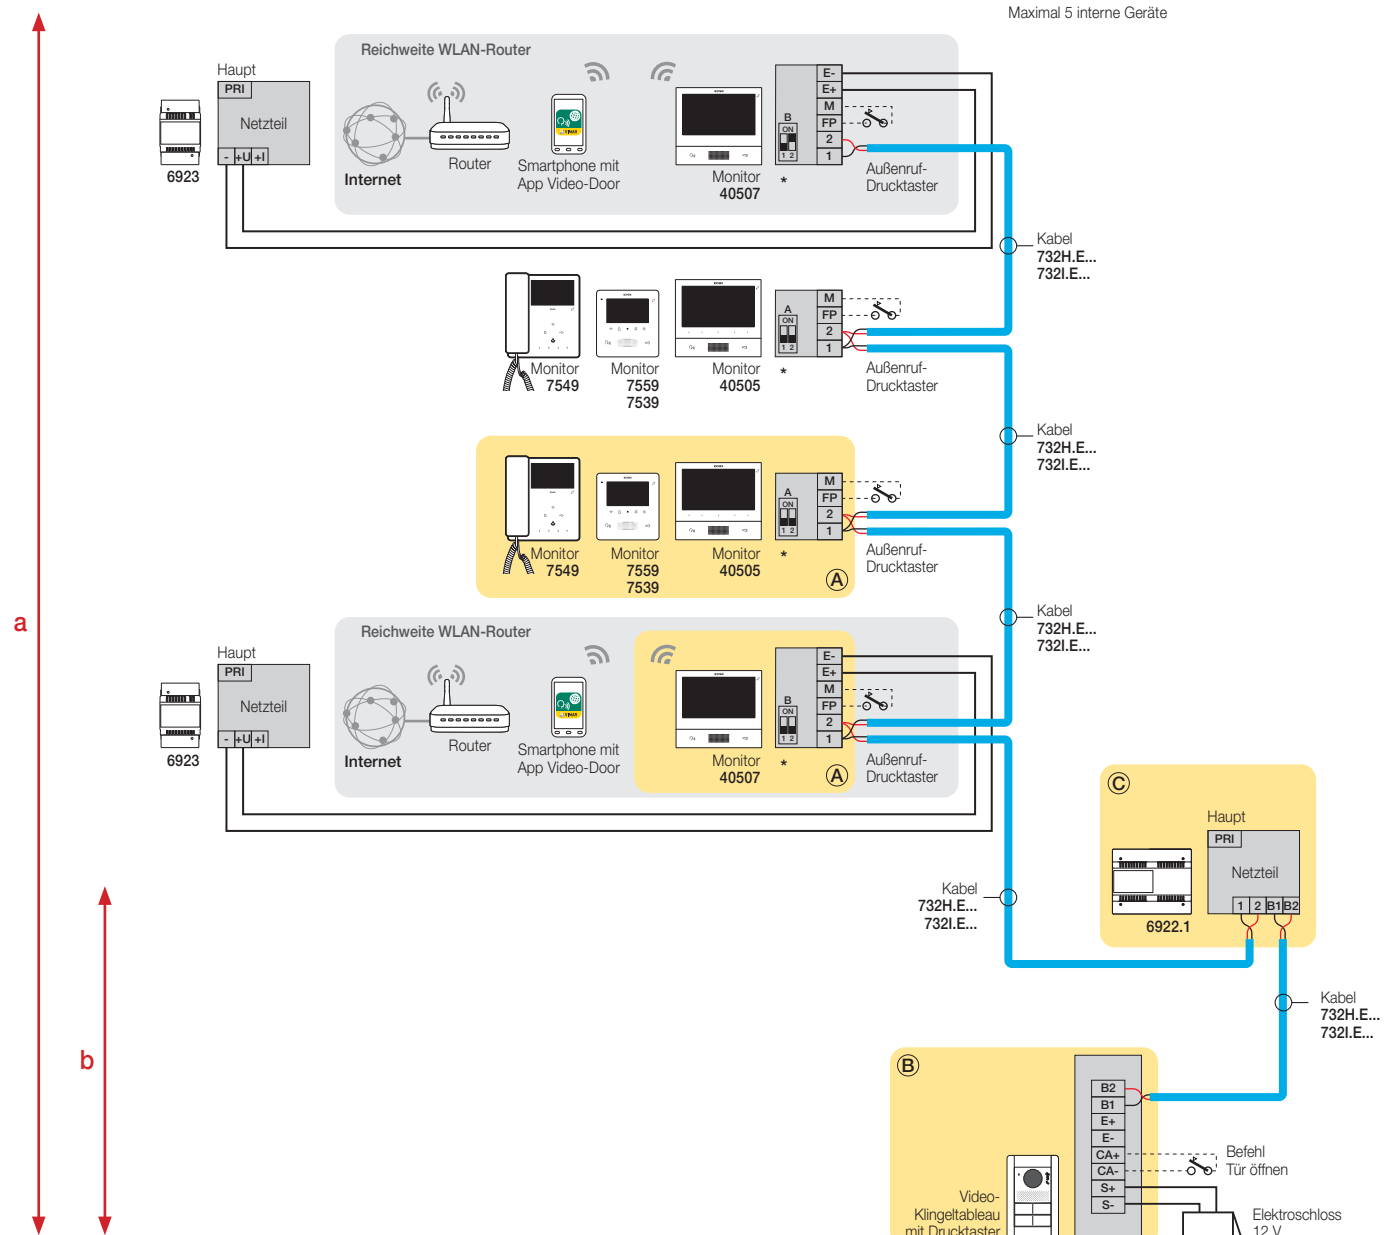 Maximal 5 interne Geräte
Reichweite WLAN-Router
Haupt
PRI
Netzteil
- +U +I
6923
Internet
Router
Smartphone mit
App Video-Door
Monitor
40507
B
ON
1 2
*
E-
E+
M
FP
2
1
Außenruf-
Drucktaster
Kabel
732H.E...
732I.E...
Monitor
7549
Monitor
7559
7539
Monitor
40505
A
ON
1 2
*
M
FP
2
1
Außenruf-
Drucktaster
Kabel
732H.E...
732I.E...
Monitor
7549
Monitor
7559
7539
Monitor
40505
A
ON
1 2
*
A
M
FP
2
1
Außenruf-
Drucktaster
Kabel
732H.E...
732I.E...
a
Reichweite WLAN-Router
Haupt
PRI
Netzteil
- +U +I
6923
Internet
Router
Smartphone mit
App Video-Door
Monitor
40507
B
ON
1 2
*
A
E-
E+
M
FP
2
1
Außenruf-
Drucktaster
C
Haupt
PRI
Netzteil
1 2 B1 B2
6922.1
Kabel
732H.E...
732I.E...
Kabel
732H.E...
732I.E...
b
B
B2
B1
E+
E-
CA+
CA-
S+
S-
Befehl
Tür öffnen
Video-
Klingeltableau
mit Drucktaster
Elektroschloss
12 V